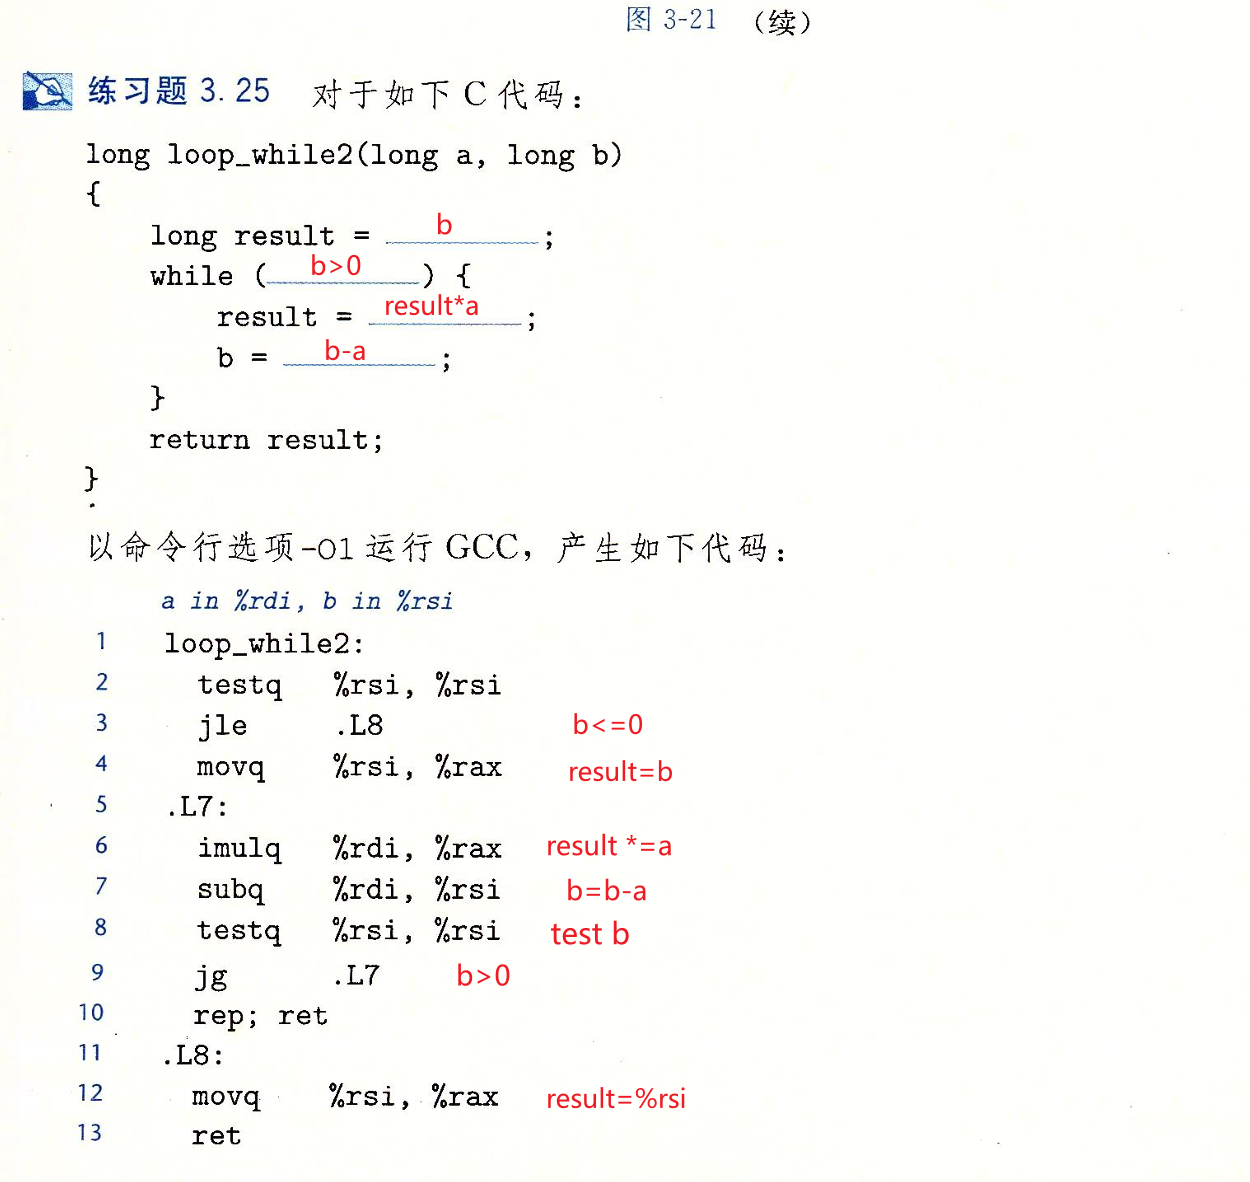 图 3-21 (续)
练习题 3.25 对于如下 C 代码:
long loop_while2(long a, long b)
{
long result = b ;
while ( b>0 ) {
result = result*a ;
b = b-a ;
}
return result;
}
以命令行选项-O1 运行 GCC, 产生如下代码:
a in %rdi, b in %rsi
1 loop_while2:
2 testq %rsi, %rsi
3 jle .L8 b<=0
4 movq %rsi, %rax result=b
5 .L7:
6 imulq %rdi, %rax result *=a
7 subq %rdi, %rsi b=b-a
8 testq %rsi, %rsi test b
9 jg .L7 b>0
10 rep; ret
11 .L8:
12 movq %rsi, %rax result=%rsi
13 ret